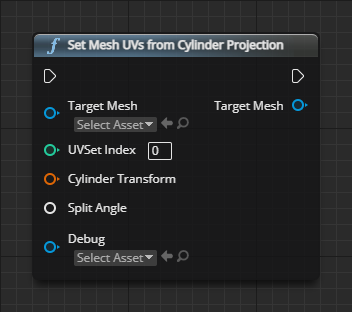 Set Mesh UVs from Cylinder Projection
Target Mesh Target Mesh
Select Asset
UVSet Index 0
Cylinder Transform
Split Angle
Debug
Select Asset